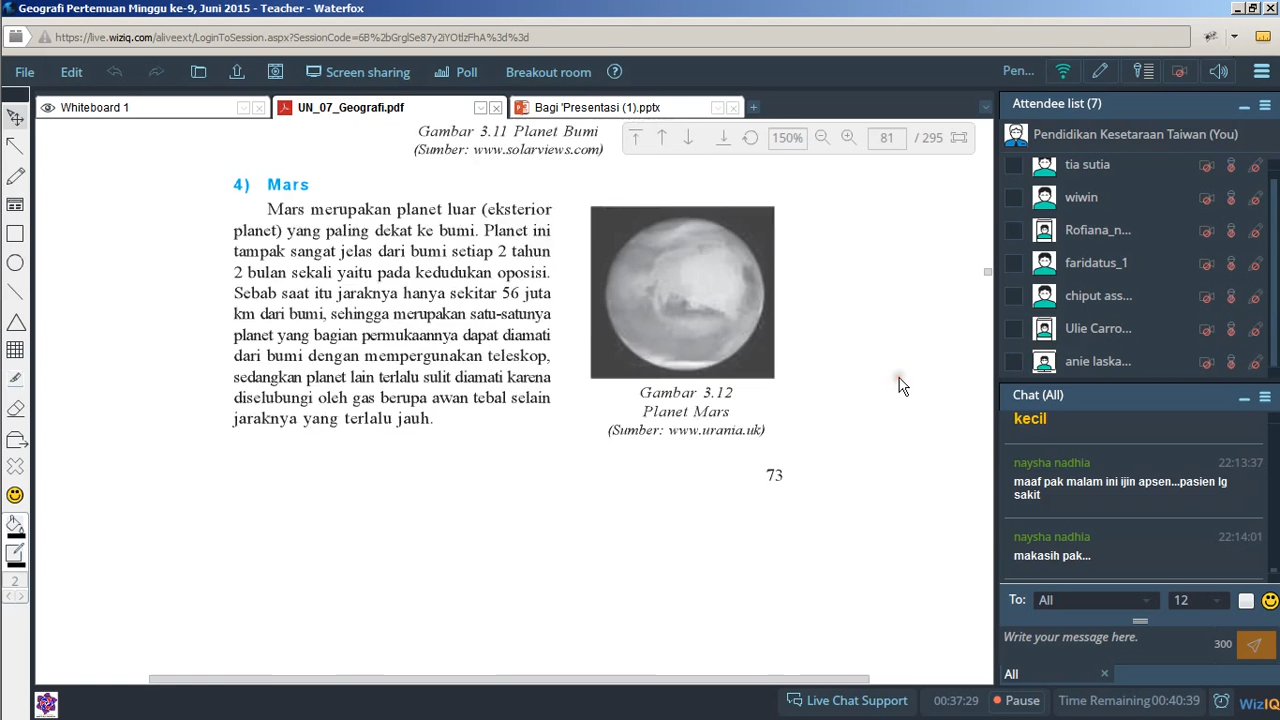 Geografi Pertemuan Minggu ke-9, Juni 2015 - Teacher - Waterfox
https://live.wiziq.com/aliveext/LoginToSession.aspx?SessionCode=6B%2bGrglSe87y2iYOtlzFhA%3d%3d
File Edit Screen sharing Poll Breakout room Pen...
Whiteboard 1 UN_07_Geografi.pdf Bagi 'Presentasi (1).pptx
150% 81 / 295
Gambar 3.11 Planet Bumi
(Sumber: www.solarviews.com)
4) Mars
Mars merupakan planet luar (eksterior
planet) yang paling dekat ke bumi. Planet ini
tampak sangat jelas dari bumi setiap 2 tahun
2 bulan sekali yaitu pada kedudukan oposisi.
Sebab saat itu jaraknya hanya sekitar 56 juta
km dari bumi, sehingga merupakan satu-satunya
planet yang bagian permukaannya dapat diamati
dari bumi dengan mempergunakan teleskop,
sedangkan planet lain terlalu sulit diamati karena
diselubungi oleh gas berupa awan tebal selain
jaraknya yang terlalu jauh.
Gambar 3.12
Planet Mars
(Sumber: www.urania.uk)
73
2
Attendee list (7)
Pendidikan Kesetaraan Taiwan (You)
tia sutia
wiwin
Rofiana_n...
faridatus_1
chiput ass...
Ulie Carro...
anie laska...
Chat (All)
kecil
naysha nadhia 22:13:37
maaf pak malam ini ijin apsen...pasien lg
sakit
naysha nadhia 22:14:01
makasih pak...
To: All 12
Write your message here. 300
All
Live Chat Support 00:37:29 Pause Time Remaining 00:40:39 WizIQ